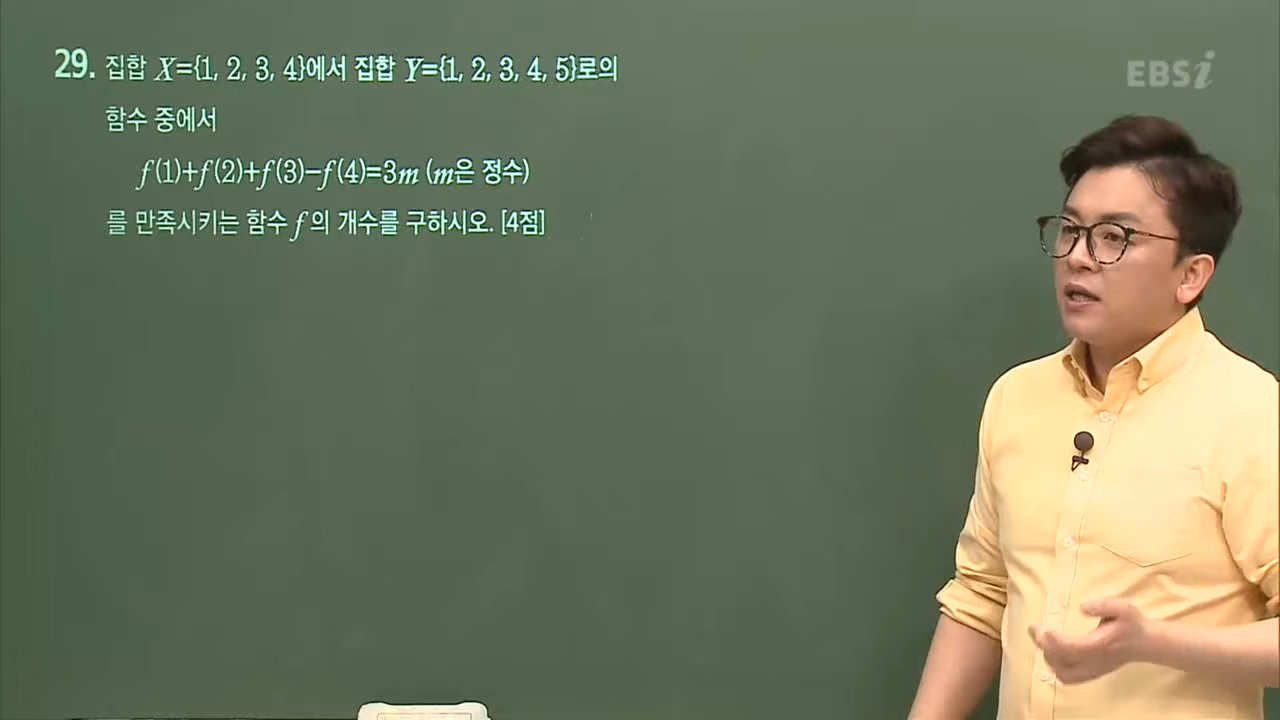 29. 집합 X={1, 2, 3, 4}에서 집합 Y={1, 2, 3, 4, 5}로의
함수 중에서
f(1)+f(2)+f(3)-f(4)=3m (m은 정수)
를 만족시키는 함수 f의 개수를 구하시오. [4점]
EBSi